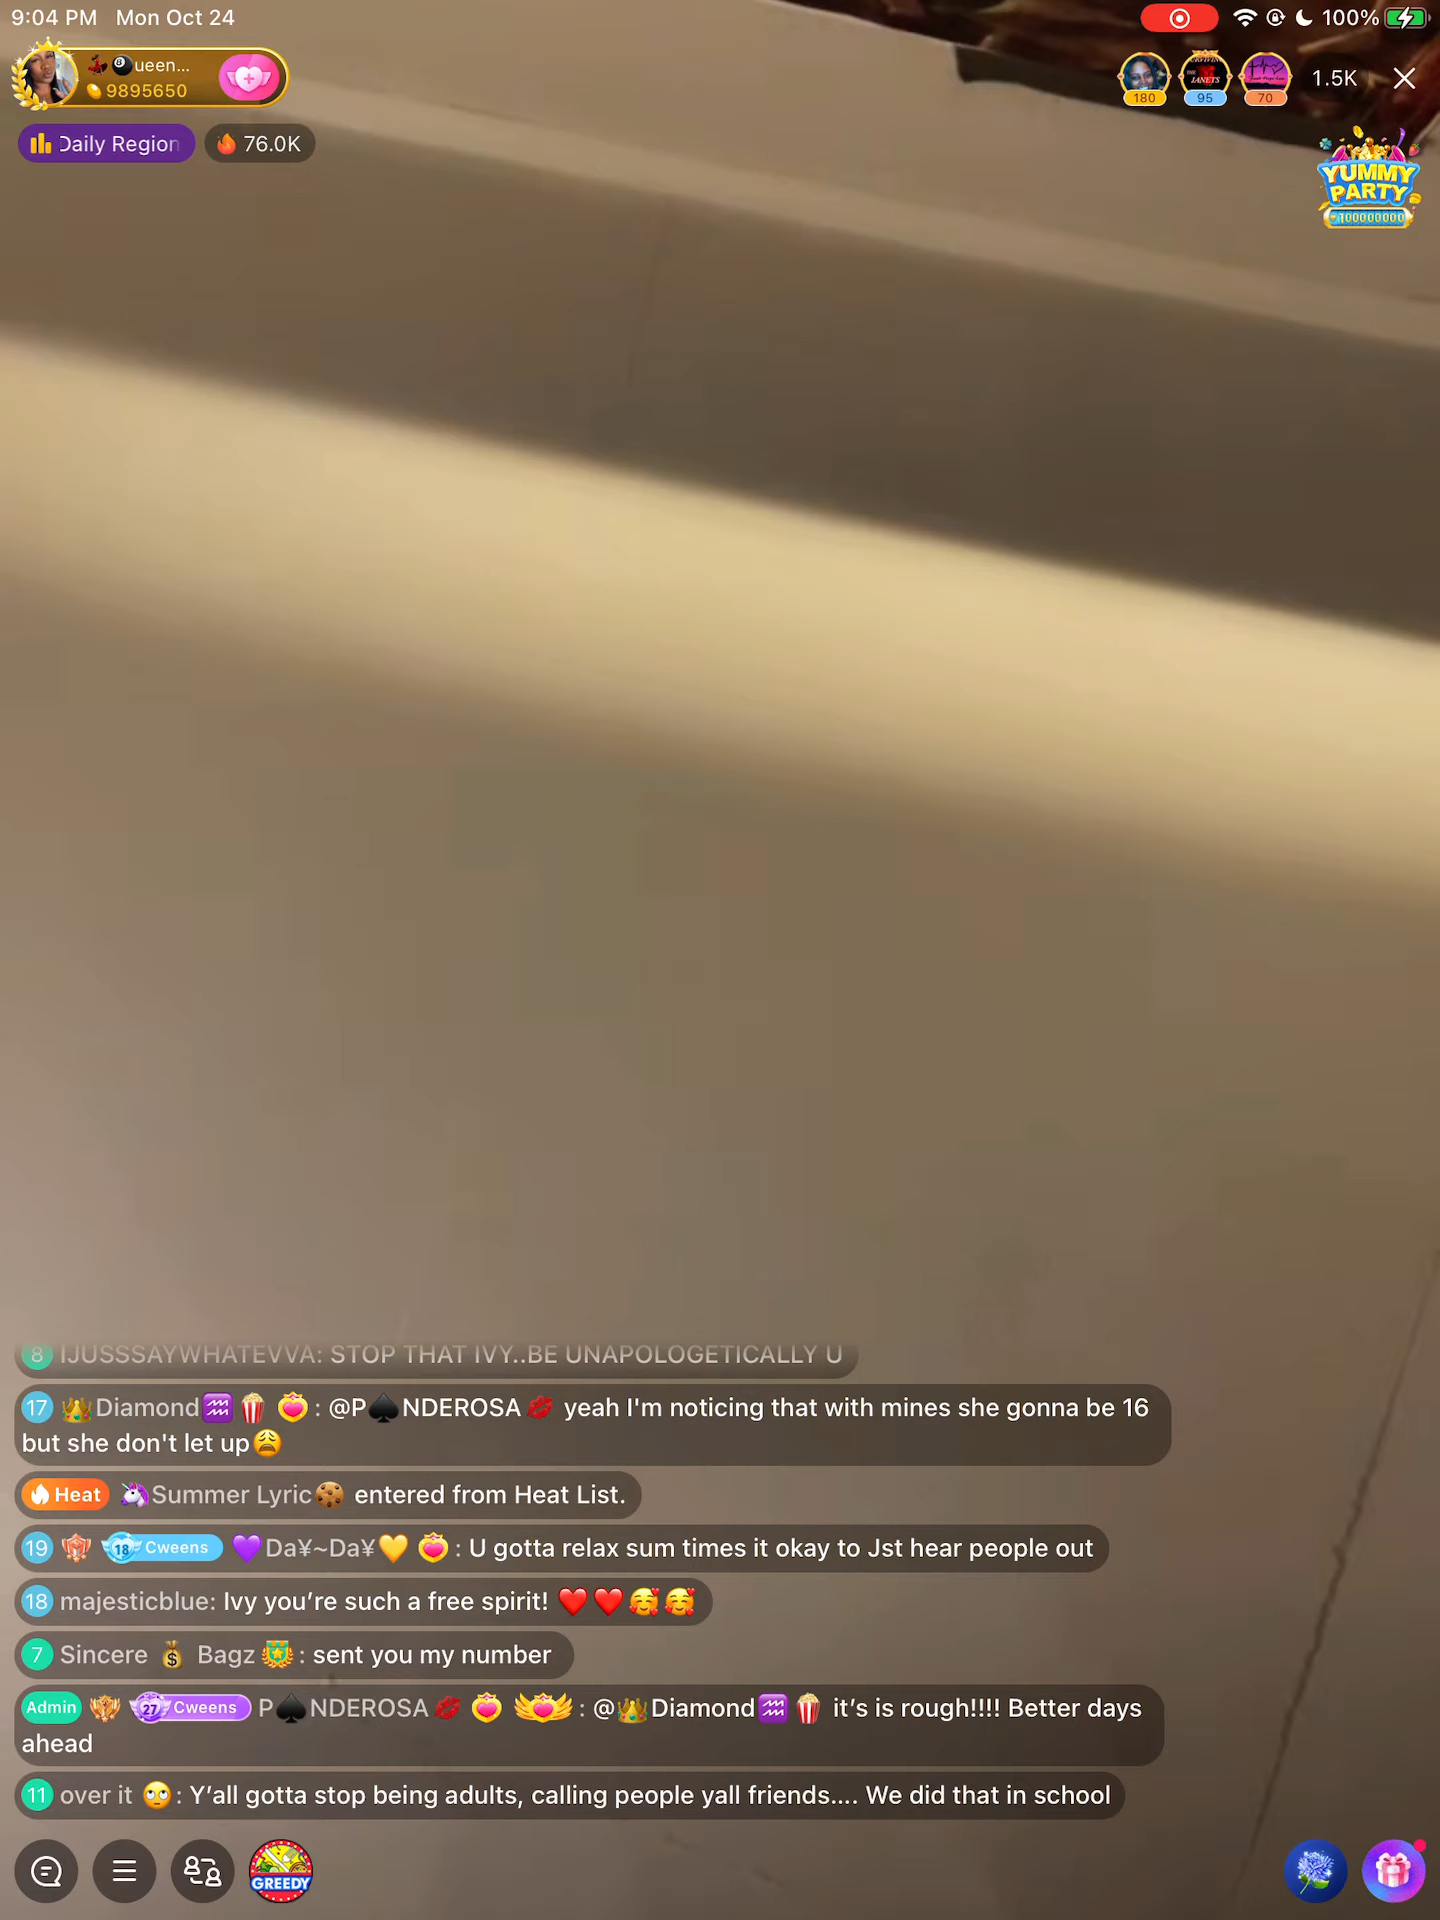 9:04 PM Mon Oct 24
100%
💃🎱ueen...
9895650
180
95
70
1.5K
Daily Region
🔥 76.0K
YUMMY
PARTY
100000000
8 IJUSSSAYWHATEVVA: STOP THAT IVY..BE UNAPOLOGETICALLY U
17 👑Diamond♒🍿 : @P♠NDEROSA💋 yeah I'm noticing that with mines she gonna be 16
but she don't let up😩
Heat 🦄Summer Lyric🍪 entered from Heat List.
19 18 Cweens 💜Da¥~Da¥💛 : U gotta relax sum times it okay to Jst hear people out
18 majesticblue: Ivy you’re such a free spirit! ❤️❤️🥰🥰
7 Sincere 💰 Bagz : sent you my number
Admin 27 Cweens P♠NDEROSA💋 : @👑Diamond♒🍿 it’s is rough!!!! Better days
ahead
11 over it 🙄: Y’all gotta stop being adults, calling people yall friends.... We did that in school
GREEDY